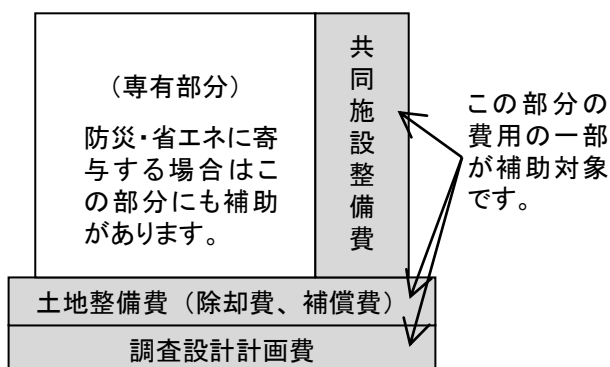 （専有部分）
防災・省エネに寄
与する場合はこ
の部分にも補助
があります。
共同施設整備費
この部分の
費用の一部
が補助対象
です。
土地整備費（除却費、補償費）
調査設計計画費